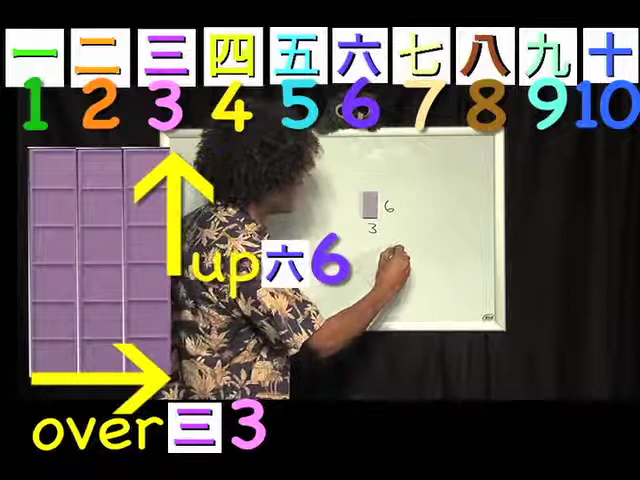 一 二 三 四 五 六 七 八 九 十
1 2 3 4 5 6 7 8 9 10
6
3
up 六 6
over 三 3